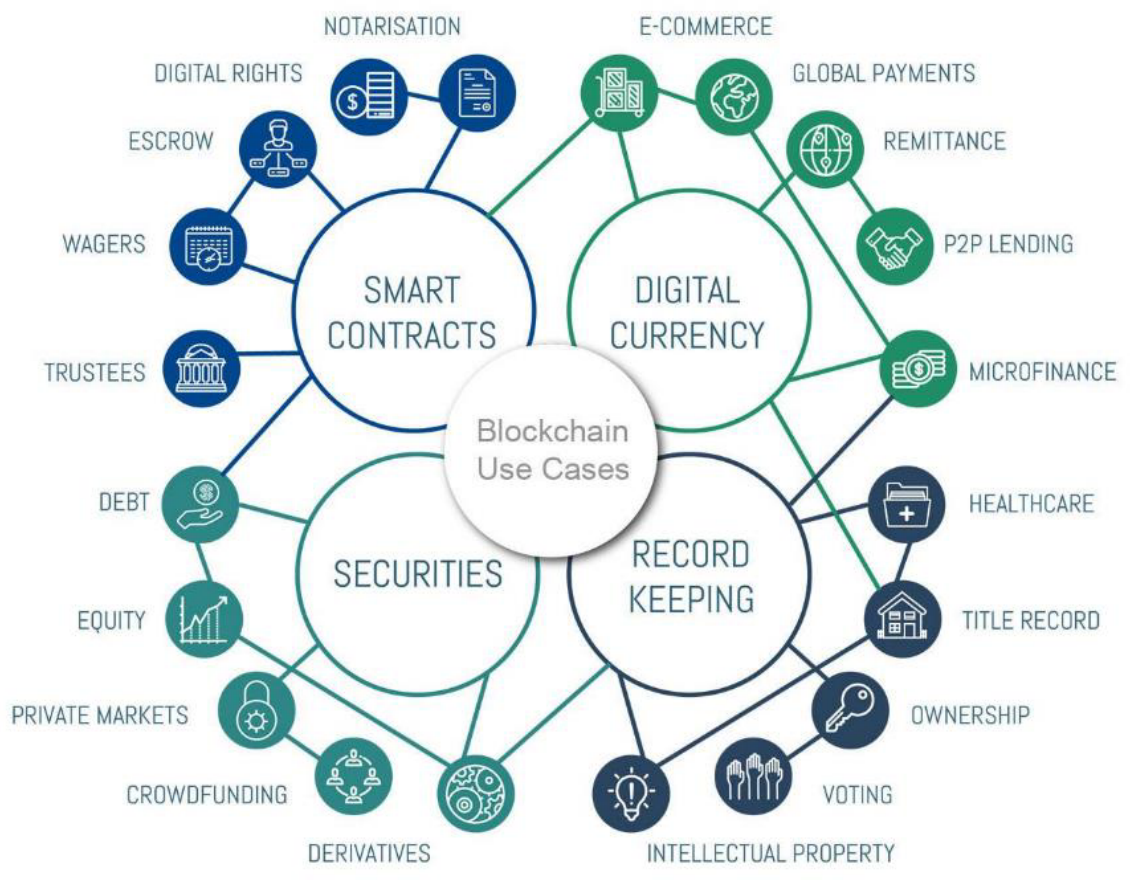 NOTARISATION
E-COMMERCE
DIGITAL RIGHTS
GLOBAL PAYMENTS
ESCROW
REMITTANCE
WAGERS
P2P LENDING
SMART
CONTRACTS
DIGITAL
CURRENCY
TRUSTEES
MICROFINANCE
Blockchain
Use Cases
DEBT
HEALTHCARE
SECURITIES
RECORD
KEEPING
EQUITY
TITLE RECORD
PRIVATE MARKETS
OWNERSHIP
CROWDFUNDING
VOTING
DERIVATIVES
INTELLECTUAL PROPERTY